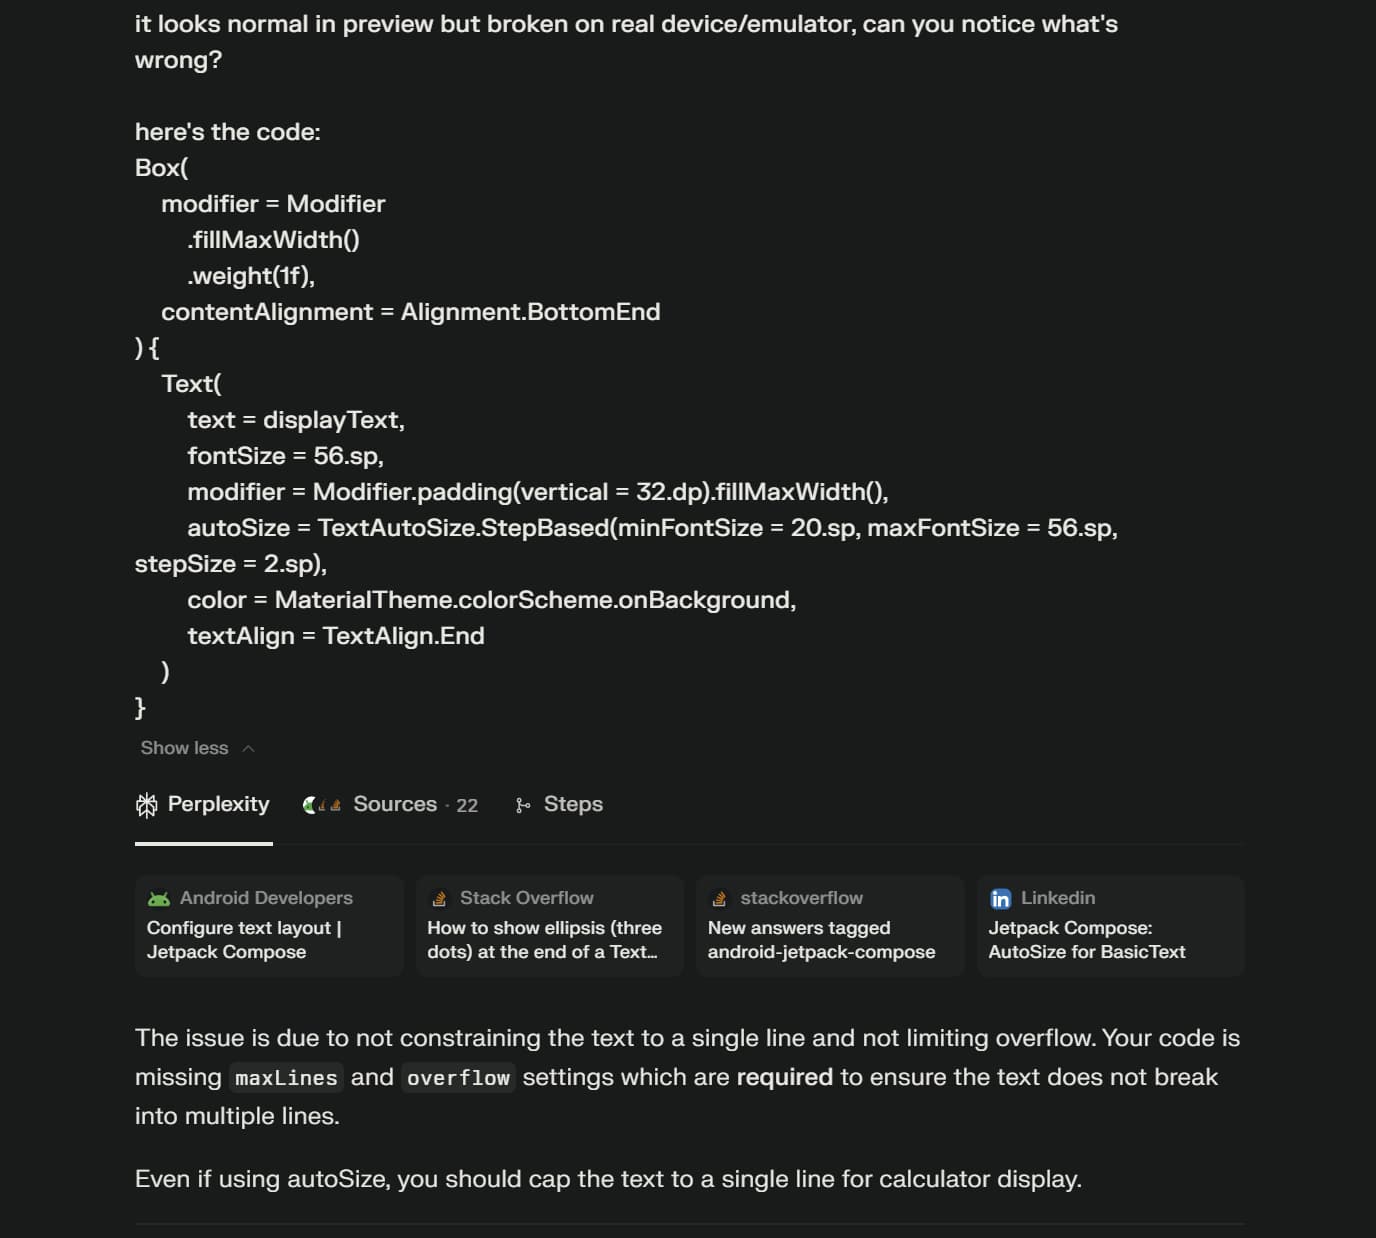 it looks normal in preview but broken on real device/emulator, can you notice what's
wrong?
here's the code:
Box(
    modifier = Modifier
        .fillMaxWidth()
        .weight(1f),
    contentAlignment = Alignment.BottomEnd
) {
    Text(
        text = displayText,
        fontSize = 56.sp,
        modifier = Modifier.padding(vertical = 32.dp).fillMaxWidth(),
        autoSize = TextAutoSize.StepBased(minFontSize = 20.sp, maxFontSize = 56.sp,
stepSize = 2.sp),
        color = MaterialTheme.colorScheme.onBackground,
        textAlign = TextAlign.End
    )
}
Show less
Perplexity Sources · 22 Steps
Android Developers
Configure text layout |
Jetpack Compose
Stack Overflow
How to show ellipsis (three
dots) at the end of a Text...
stackoverflow
New answers tagged
android-jetpack-compose
Linkedin
Jetpack Compose:
AutoSize for BasicText
The issue is due to not constraining the text to a single line and not limiting overflow. Your code is
missing maxLines and overflow settings which are required to ensure the text does not break
into multiple lines.
Even if using autoSize, you should cap the text to a single line for calculator display.